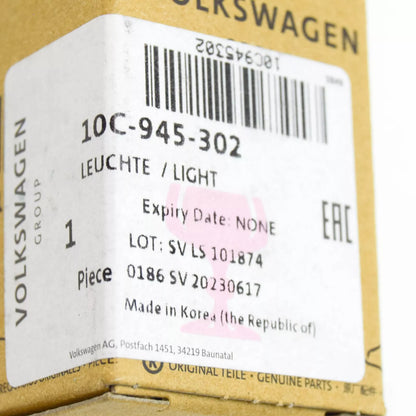 VOLKSWAGEN
10C945302
10C-945-302
LEUCHTE / LIGHT
VOLKSWAGEN
GROUP
Expiry Date: NONE
EAC
1
Piece
LOT: SV LS 101874
0186 SV 20230617
Made in Korea (the Republic of)
Volkswagen AG, Postfach 1451, 34219 Baunatal
® ORIGINAL TEILE · GENUINE PARTS ·
ORIGINALES · PIECE